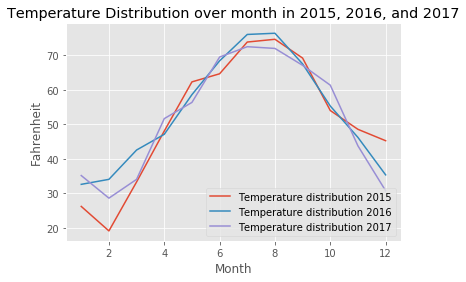 Temperature Distribution over month in 2015, 2016, and 2017
70
60
50
40
30
20
Fahrenheit
Temperature distribution 2015
Temperature distribution 2016
Temperature distribution 2017
2 4 6 8 10 12
Month